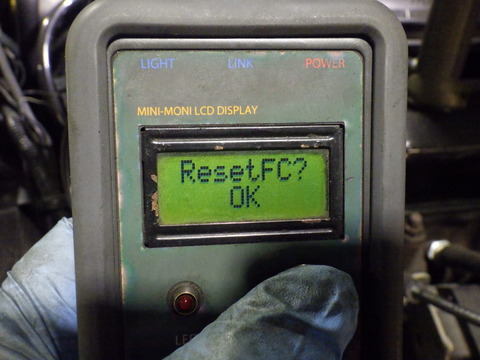 LIGHT LINK POWER
MINI-MONI LCD DISPLAY
ResetFC?
OK